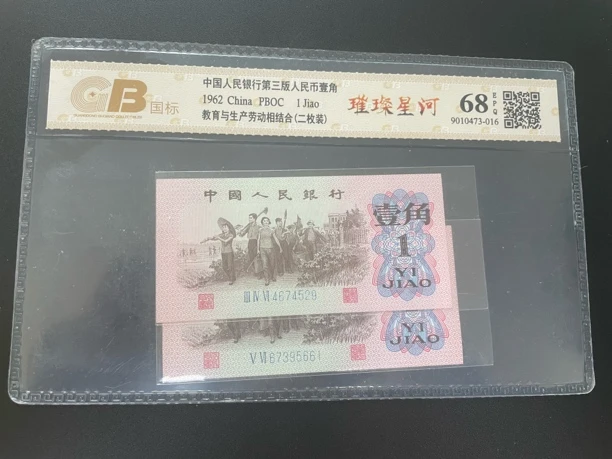 GB 国标
中国人民银行第三版人民币壹角
1962 China PBOC 1 Jiao
教育与生产劳动相结合(二枚装)
璀璨星河
68 EPQ
9010473-016
中國人民銀行
壹角
1
YI
JIAO
III IV VI 4674529
YI
JIAO
V VI 67395661